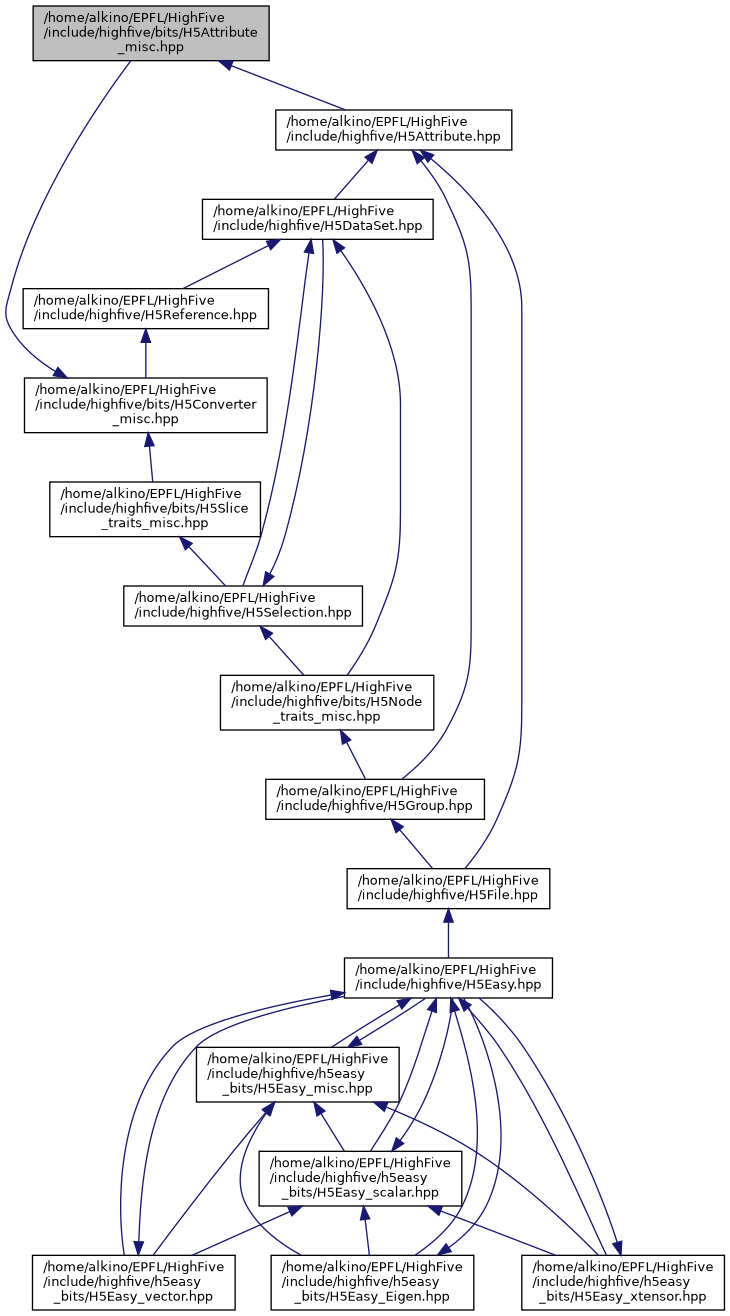 /home/alkino/EPFL/HighFive
/include/highfive/bits/H5Attribute
_misc.hpp
/home/alkino/EPFL/HighFive
/include/highfive/H5Attribute.hpp
/home/alkino/EPFL/HighFive
/include/highfive/H5DataSet.hpp
/home/alkino/EPFL/HighFive
/include/highfive/H5Reference.hpp
/home/alkino/EPFL/HighFive
/include/highfive/bits/H5Converter
_misc.hpp
/home/alkino/EPFL/HighFive
/include/highfive/bits/H5Slice
_traits_misc.hpp
/home/alkino/EPFL/HighFive
/include/highfive/H5Selection.hpp
/home/alkino/EPFL/HighFive
/include/highfive/bits/H5Node
_traits_misc.hpp
/home/alkino/EPFL/HighFive
/include/highfive/H5Group.hpp
/home/alkino/EPFL/HighFive
/include/highfive/H5File.hpp
/home/alkino/EPFL/HighFive
/include/highfive/H5Easy.hpp
/home/alkino/EPFL/HighFive
/include/highfive/h5easy
_bits/H5Easy_misc.hpp
/home/alkino/EPFL/HighFive
/include/highfive/h5easy
_bits/H5Easy_scalar.hpp
/home/alkino/EPFL/HighFive
/include/highfive/h5easy
_bits/H5Easy_vector.hpp
/home/alkino/EPFL/HighFive
/include/highfive/h5easy
_bits/H5Easy_Eigen.hpp
/home/alkino/EPFL/HighFive
/include/highfive/h5easy
_bits/H5Easy_xtensor.hpp